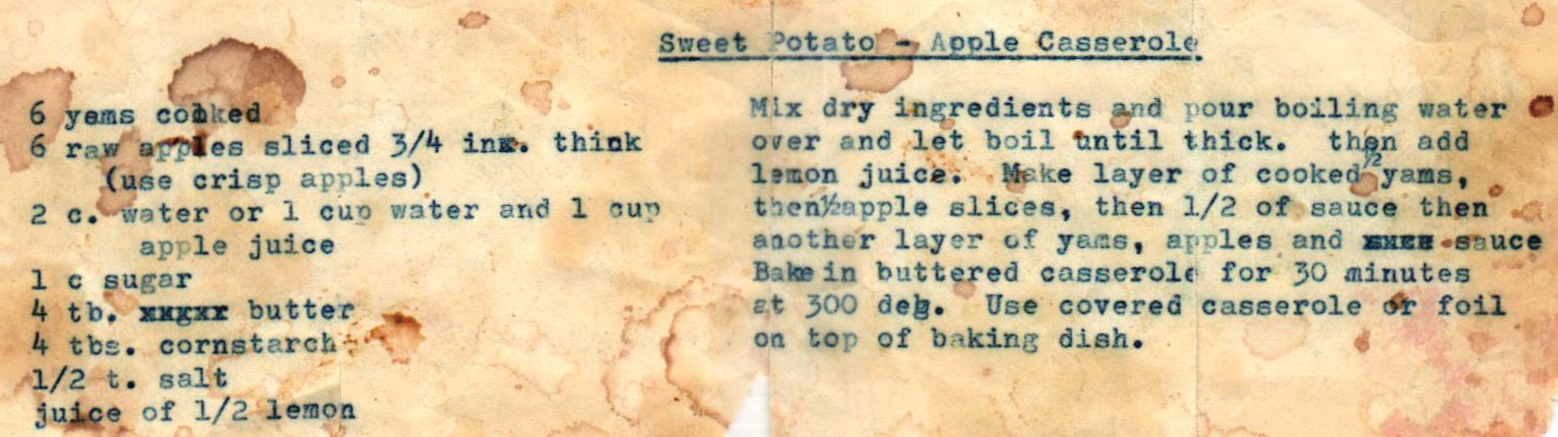 Sweet Potato - Apple Casserole
6 yams cooked
6 raw apples sliced 3/4 in. think
(use crisp apples)
2 c. water or 1 cup water and 1 cup
apple juice
1 c sugar
4 tb. butter
4 tbs. cornstarch
1/2 t. salt
juice of 1/2 lemon
Mix dry ingredients and pour boiling water
over and let boil until thick. then add
lemon juice. Make layer of cooked 1/2 yams,
then ½ apple slices, then 1/2 of sauce then
another layer of yams, apples and xxxx sauce
Bake in buttered casserole for 30 minutes
at 300 deg. Use covered casserole or foil
on top of baking dish.